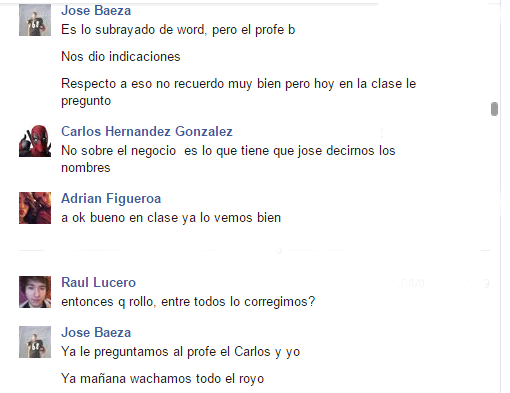 Jose Baeza
Es lo subrayado de word, pero el profe b
Nos dio indicaciones
Respecto a eso no recuerdo muy bien pero hoy en la clase le
pregunto
Carlos Hernandez Gonzalez
No sobre el negocio es lo que tiene que jose decirnos los
nombres
Adrian Figueroa
a ok bueno en clase ya lo vemos bien
Raul Lucero
entonces q rollo, entre todos lo corregimos?
Jose Baeza
Ya le preguntamos al profe el Carlos y yo
Ya mañana wachamos todo el royo